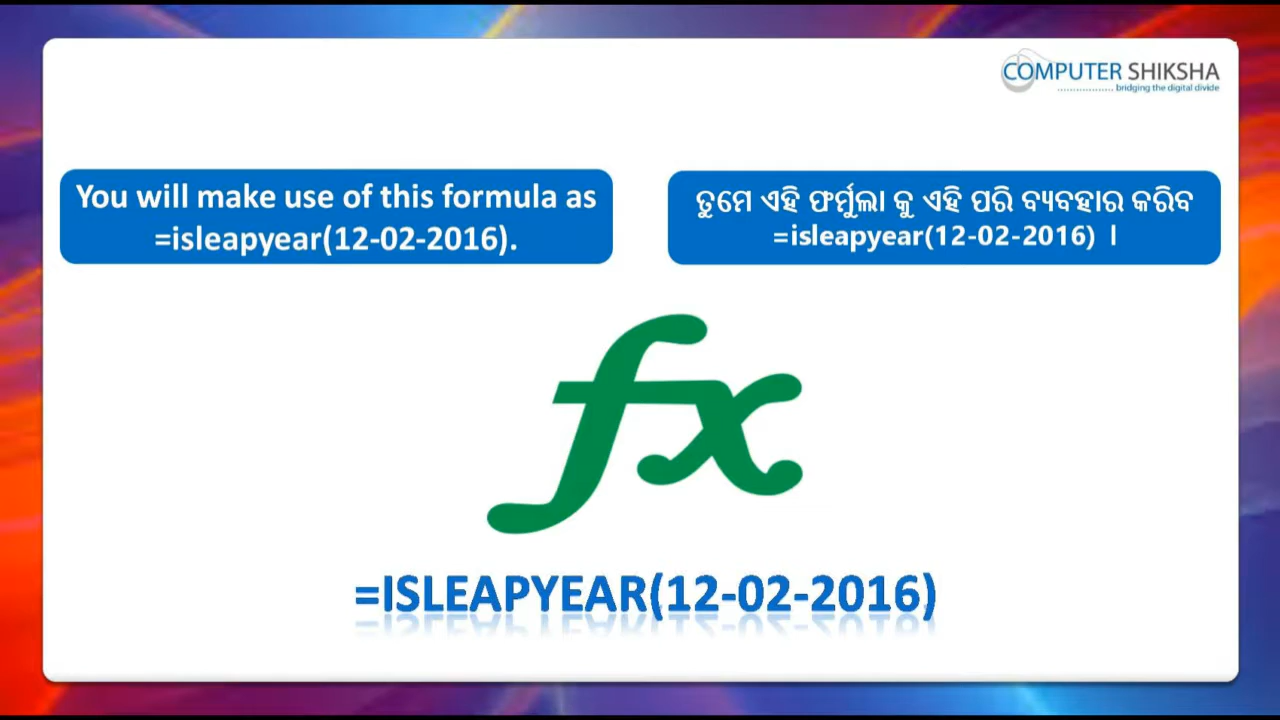 COMPUTER SHIKSHA
bridging the digital divide
You will make use of this formula as
=isleapyear(12-02-2016).
ତୁମେ ଏହି ଫର୍ମୁଲା କୁ ଏହି ପରି ବ୍ୟବହାର କରିବ
=isleapyear(12-02-2016) ।
fx
=ISLEAPYEAR(12-02-2016)